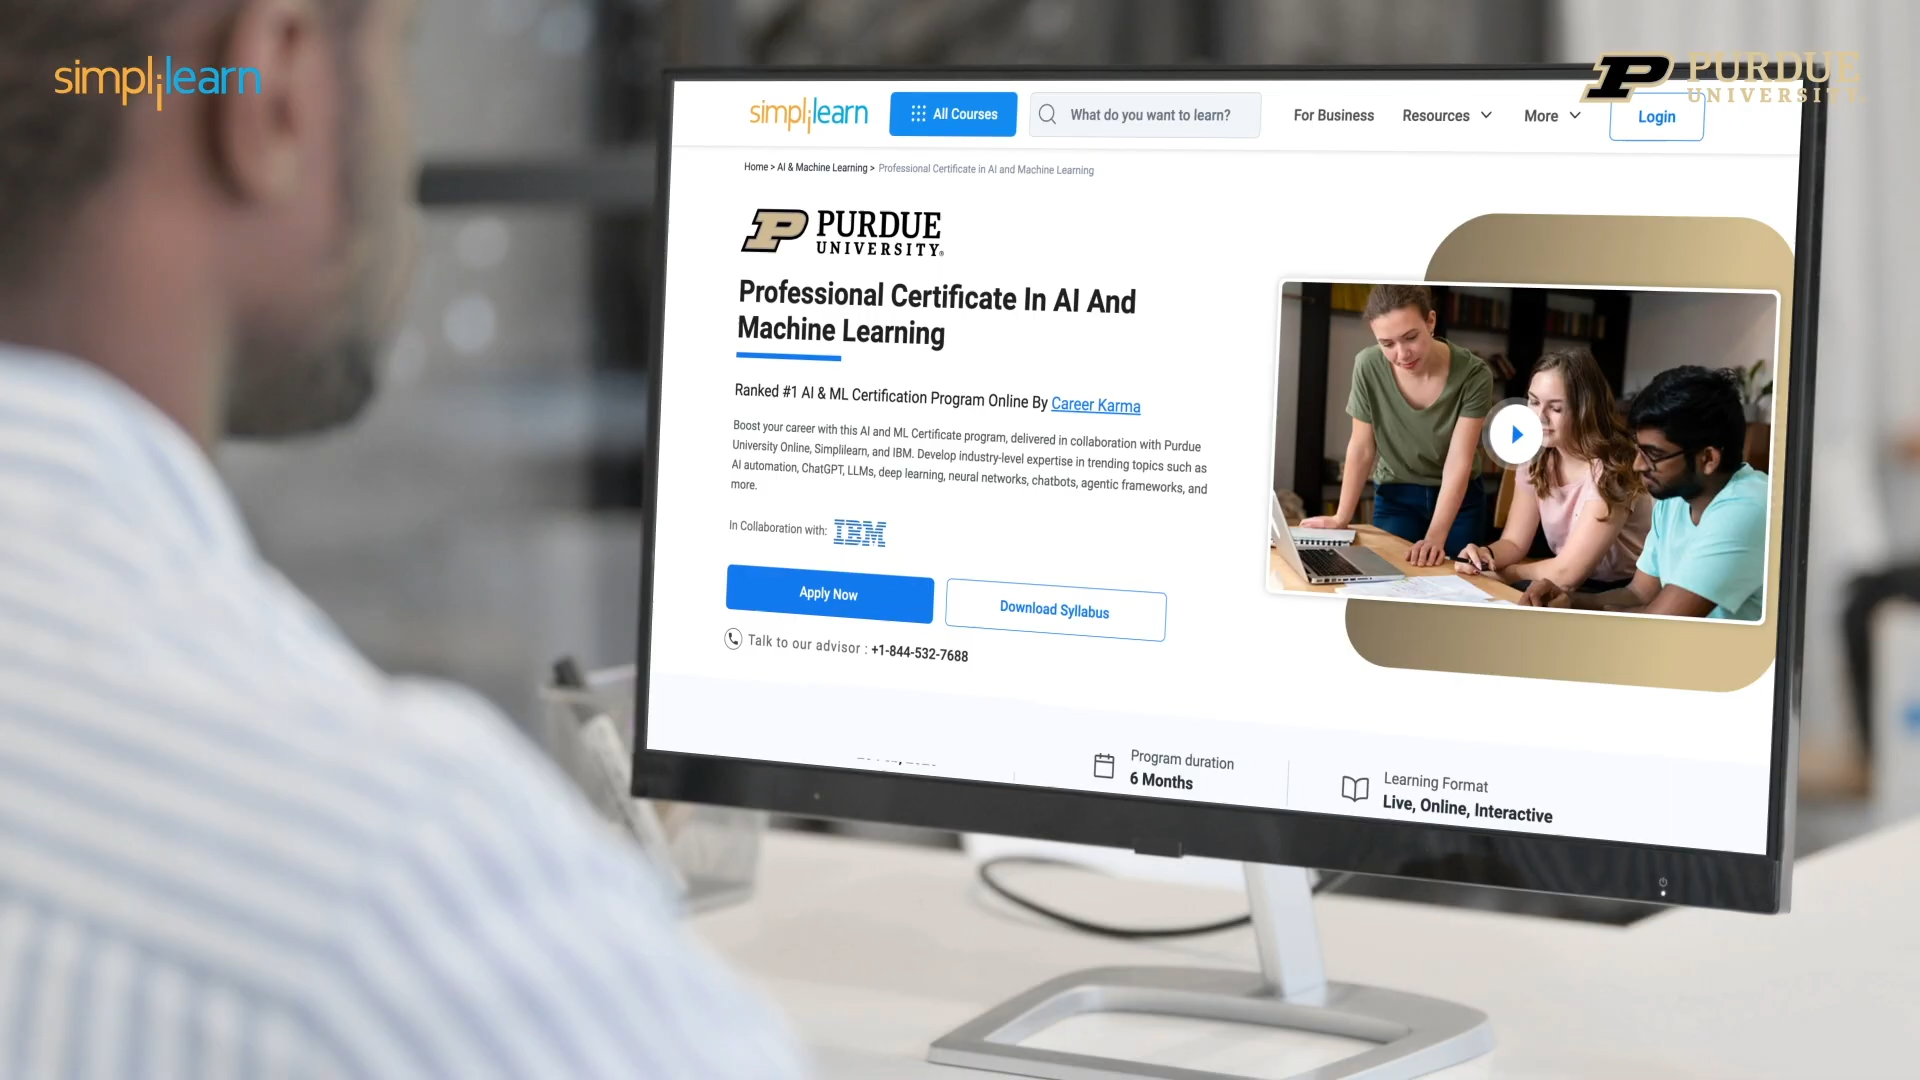 simplilearn
PURDUE
UNIVERSITY
simplilearn
All Courses
What do you want to learn?
For Business
Resources
More
Login
Home > AI & Machine Learning > Professional Certificate in AI and Machine Learning
PURDUE
UNIVERSITY®
Professional Certificate In AI And
Machine Learning
Ranked #1 AI & ML Certification Program Online By Career Karma
Boost your career with this AI and ML Certificate program, delivered in collaboration with Purdue
University Online, Simplilearn, and IBM. Develop industry-level expertise in trending topics such as
AI automation, ChatGPT, LLMs, deep learning, neural networks, chatbots, agentic frameworks, and
more.
In Collaboration with: IBM
Apply Now
Download Syllabus
Talk to our advisor : +1-844-532-7688
Program duration
6 Months
Learning Format
Live, Online, Interactive